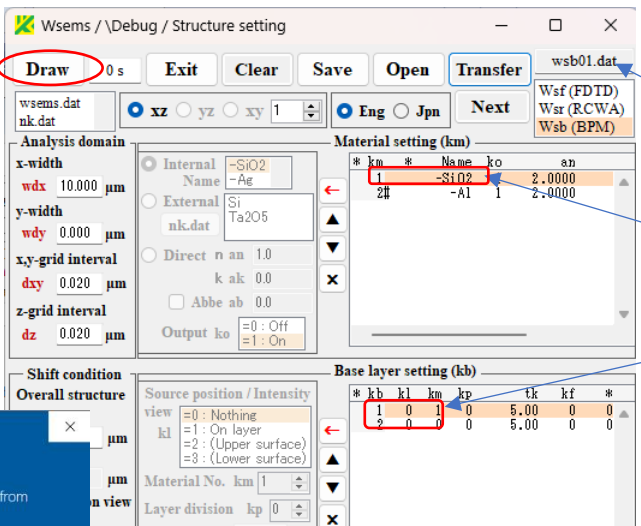 Wsems / \Debug / Structure setting
Draw 0 s Exit Clear Save Open Transfer wsb01.dat
wsems.dat
nk.dat
xz yz xy 1 Eng Jpn Next
Wsf (FDTD)
Wsr (RCWA)
Wsb (BPM)
Analysis domain
x-width
wdx 10.000 μm
y-width
wdy 0.000 μm
x,y-grid interval
dxy 0.020 μm
z-grid interval
dz 0.020 μm
Internal Name
-SiO2
-Ag
External
nk.dat
Si
Ta2O5
Direct n an 1.0
k ak 0.0
Abbe ab 0.0
Output ko
=0 : Off
=1 : On
Material setting (km)
* km * Name ko an
1 -SiO2 2.0000
2# -Al 1 2.0000
Shift condition
Overall structure
μm
μm
n view
from
Source position / Intensity
view kl
=0 : Nothing
=1 : On layer
=2 : (Upper surface)
=3 : (Lower surface)
Material No. km 1
Layer division kp 0
Base layer setting (kb)
* kb kl km kp tk kf *
1 0 1 0 5.00 0 0
2 0 0 0 5.00 0 0